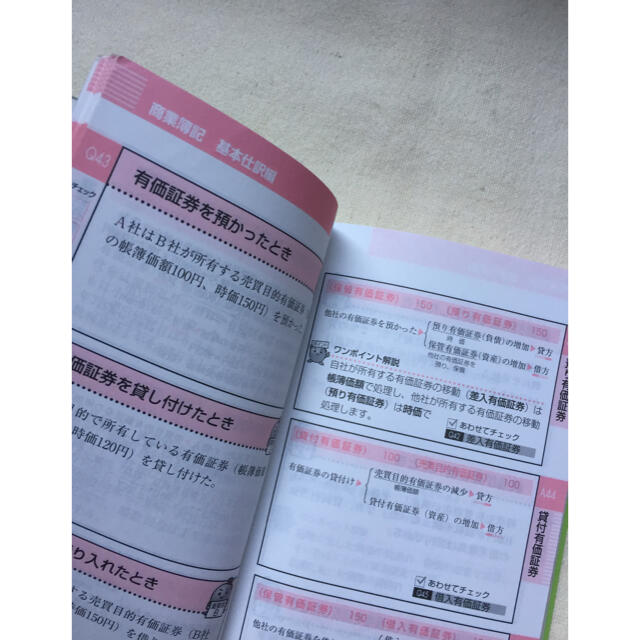 商業簿記 基本仕訳編
Q43
チェック
有価証券を預かったとき
A社はB社が所有する売買目的有価証券
の帳簿価額100円、時価150円)を預かった
価証券を貸し付けたとき
目的で所有している有価証券(帳簿価額
時価120円)を貸し付けた。
り入れたとき
する売買目的有価証券(B社
(保管有価証券) 150 (預り有価証券) 150
他社の有価証券を預かった
預り有価証券(負債)の増加 貸方
時価
保管有価証券(資産)の増加 借方
他社の有価証券を
預り、保管
ワンポイント解説
自社が所有する有価証券の移動(差入有価証券)は
帳簿価額で処理し、他社が所有する有価証券の移動
(預り有価証券)は時価で
処理します。
あわせてチェック
Q42 差入有価証券
有価証券
(貸付有価証券) 100 (売買目的有価証券) 100
有価証券の貸付け
売買目的有価証券の減少 貸方
帳簿価額
貸付有価証券(資産)の増加 借方
あわせてチェック
Q45 借入有価証券
A44
貸付有価証券
(保管有価証券) 150 (借入有価証券) 150